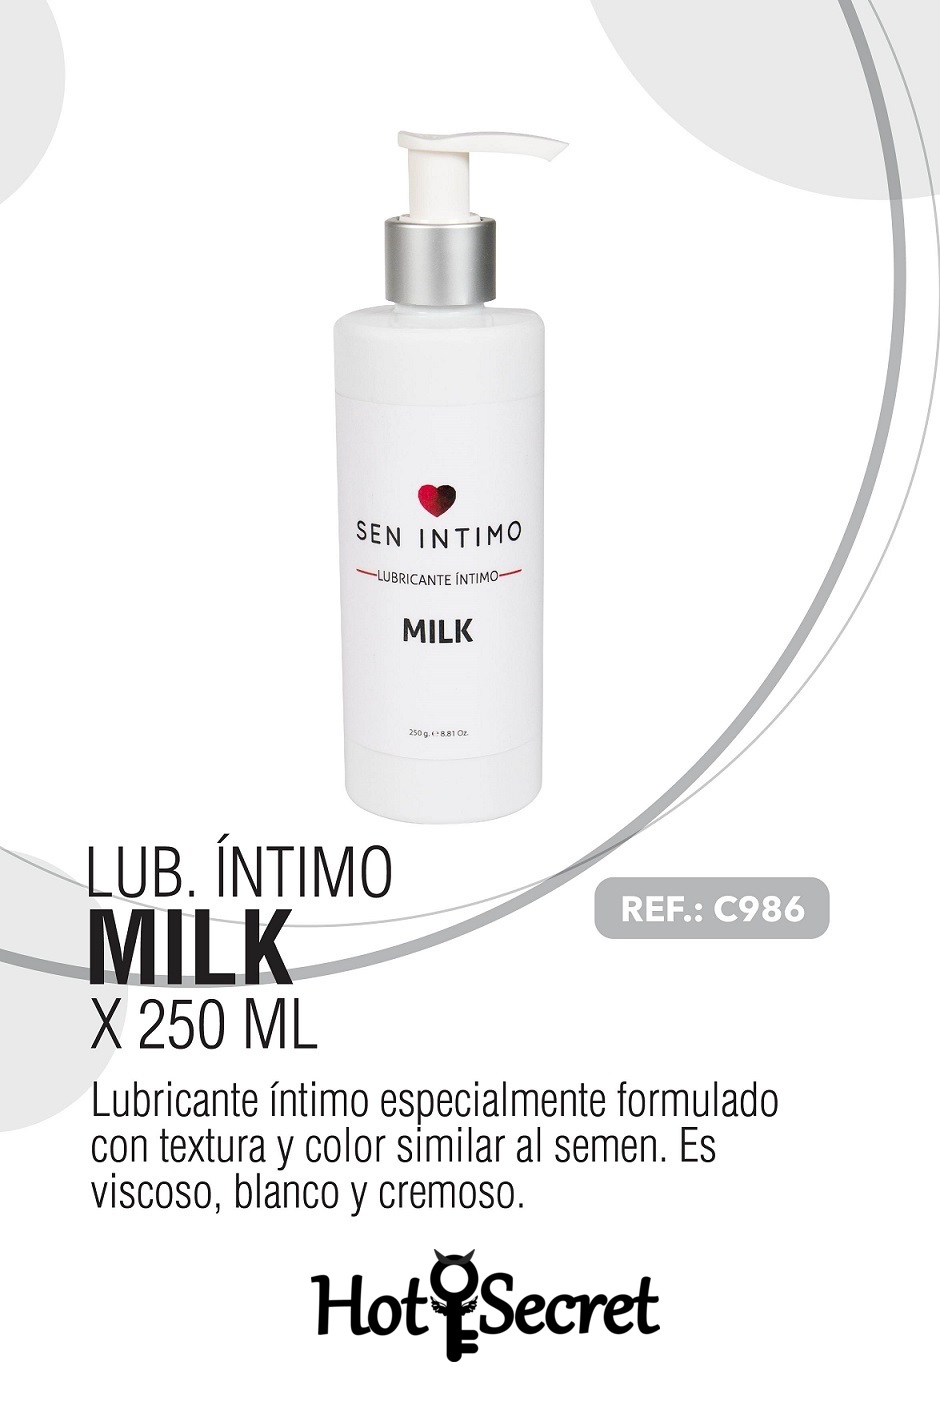 SEN INTIMO
LUBRICANTE ÍNTIMO
MILK
250 g. ℮ 8.81 Oz.
LUB. ÍNTIMO
MILK
X 250 ML
REF.: C986
Lubricante íntimo especialmente formulado
con textura y color similar al semen. Es
viscoso, blanco y cremoso.
Hot Secret